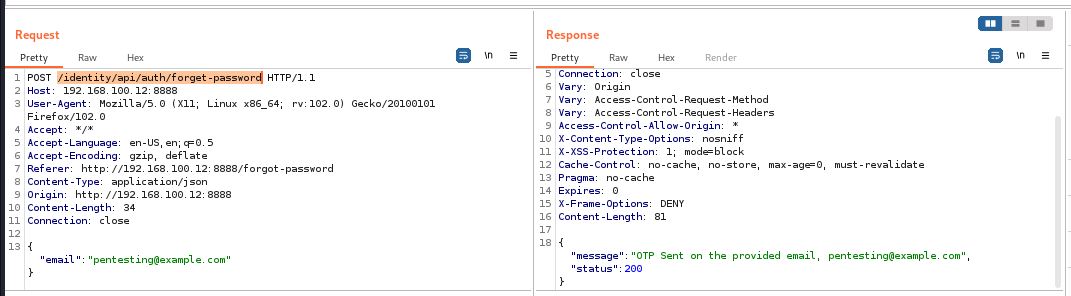 Request
Pretty Raw Hex \n
1 POST /identity/api/auth/forget-password HTTP/1.1
2 Host: 192.168.100.12:8888
3 User-Agent: Mozilla/5.0 (X11; Linux x86_64; rv:102.0) Gecko/20100101
Firefox/102.0
4 Accept: */*
5 Accept-Language: en-US,en;q=0.5
6 Accept-Encoding: gzip, deflate
7 Referer: http://192.168.100.12:8888/forgot-password
8 Content-Type: application/json
9 Origin: http://192.168.100.12:8888
10 Content-Length: 34
11 Connection: close
12
13 {
"email":"pentesting@example.com"
}
Response
Pretty Raw Hex Render \n
5 Connection: close
6 Vary: Origin
7 Vary: Access-Control-Request-Method
8 Vary: Access-Control-Request-Headers
9 Access-Control-Allow-Origin: *
10 X-Content-Type-Options: nosniff
11 X-XSS-Protection: 1; mode=block
12 Cache-Control: no-cache, no-store, max-age=0, must-revalidate
13 Pragma: no-cache
14 Expires: 0
15 X-Frame-Options: DENY
16 Content-Length: 81
17
18 {
"message":"OTP Sent on the provided email, pentesting@example.com",
"status":200
}